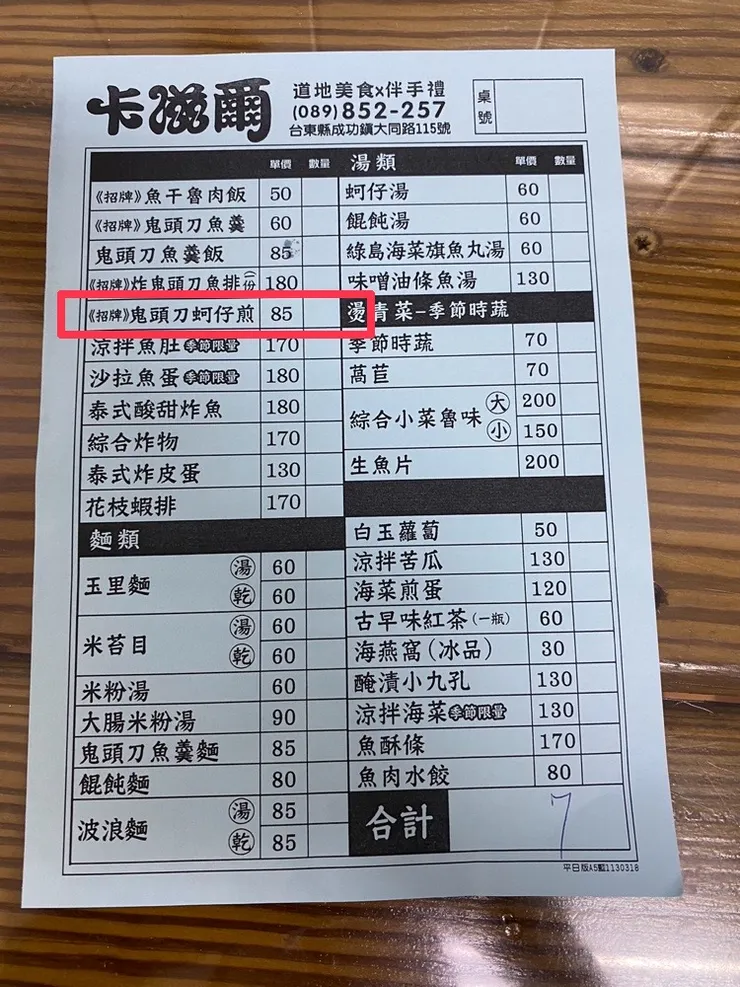 卡滋爾
道地美食x伴手禮
(089)852-257
台東縣成功鎮大同路115號
桌號
單價 數量
《招牌》魚干魯肉飯 50
《招牌》鬼頭刀魚羹 60
鬼頭刀魚羹飯 85
《招牌》炸鬼頭刀魚排(一份) 180
《招牌》鬼頭刀蚵仔煎 85
涼拌魚肚 季節限量 170
沙拉魚蛋 季節限量 180
泰式酸甜炸魚 180
綜合炸物 170
泰式炸皮蛋 130
花枝蝦排 170
麵類
玉里麵 湯 60
乾 60
米苔目 湯 60
乾 60
米粉湯 60
大腸米粉湯 90
鬼頭刀魚羹麵 85
餛飩麵 80
波浪麵 湯 85
乾 85
湯類 單價 數量
蚵仔湯 60
餛飩湯 60
綠島海菜旗魚丸湯 60
味噌油條魚湯 130
燙青菜-季節時蔬
季節時蔬 70
萵苣 70
綜合小菜魯味 大 200
小 150
生魚片 200
白玉蘿蔔 50
涼拌苦瓜 130
海菜煎蛋 120
古早味紅茶(一瓶) 60
海燕窩(冰品) 30
醃漬小九孔 130
涼拌海菜 季節限量 130
魚酥條 170
魚肉水餃 80
合計 7
平日版A5藍1130318